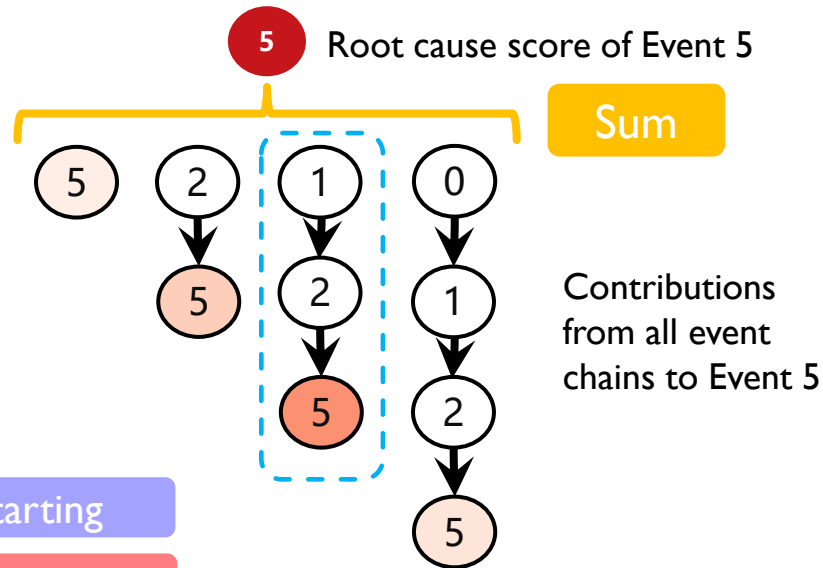 5 Root cause score of Event 5
Sum
5 2 1 0
5 2 1
5 2
5
Contributions
from all event
chains to Event 5